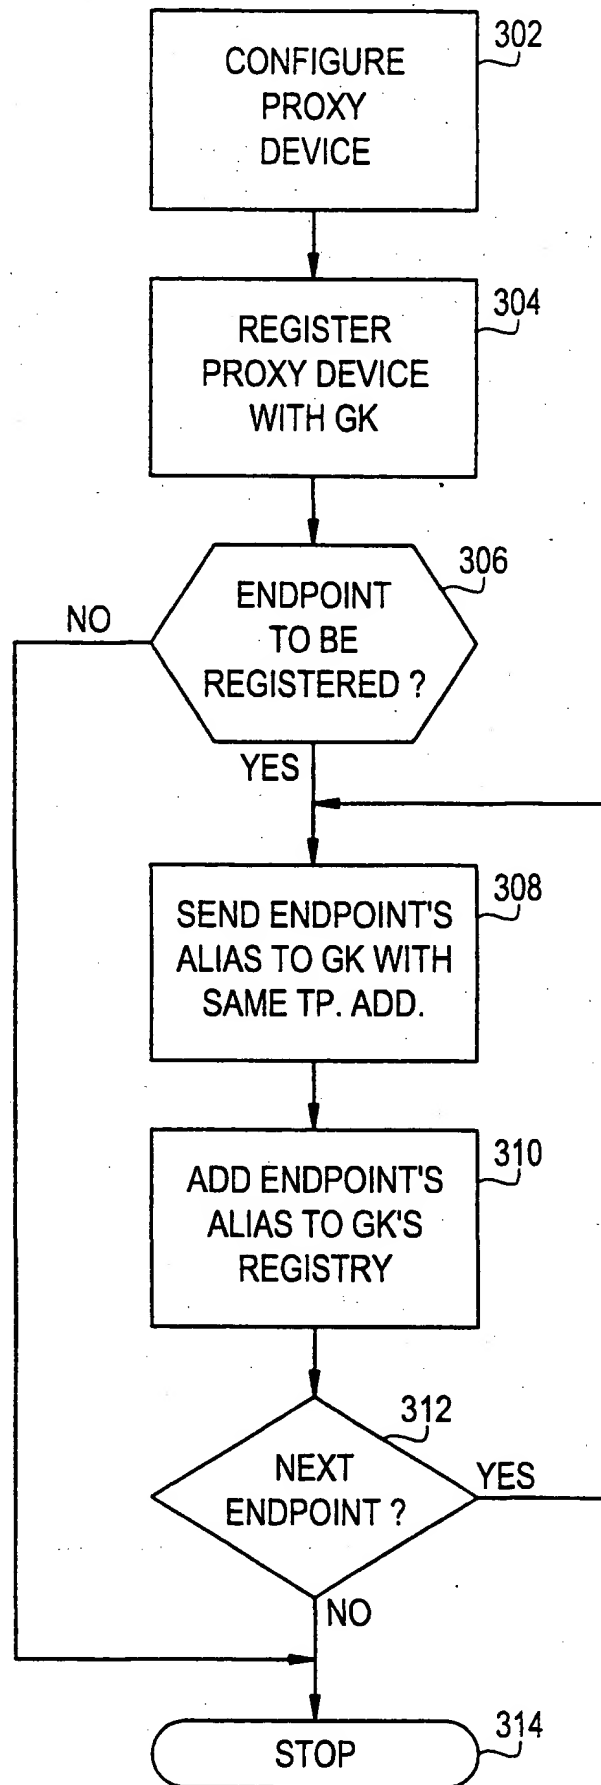 302
CONFIGURE
PROXY
DEVICE
304
REGISTER
PROXY DEVICE
WITH GK
306
ENDPOINT
TO BE
REGISTERED ?
NO
YES
308
SEND ENDPOINT'S
ALIAS TO GK WITH
SAME TP. ADD.
310
ADD ENDPOINT'S
ALIAS TO GK'S
REGISTRY
312
NEXT
ENDPOINT ?
YES
NO
314
STOP